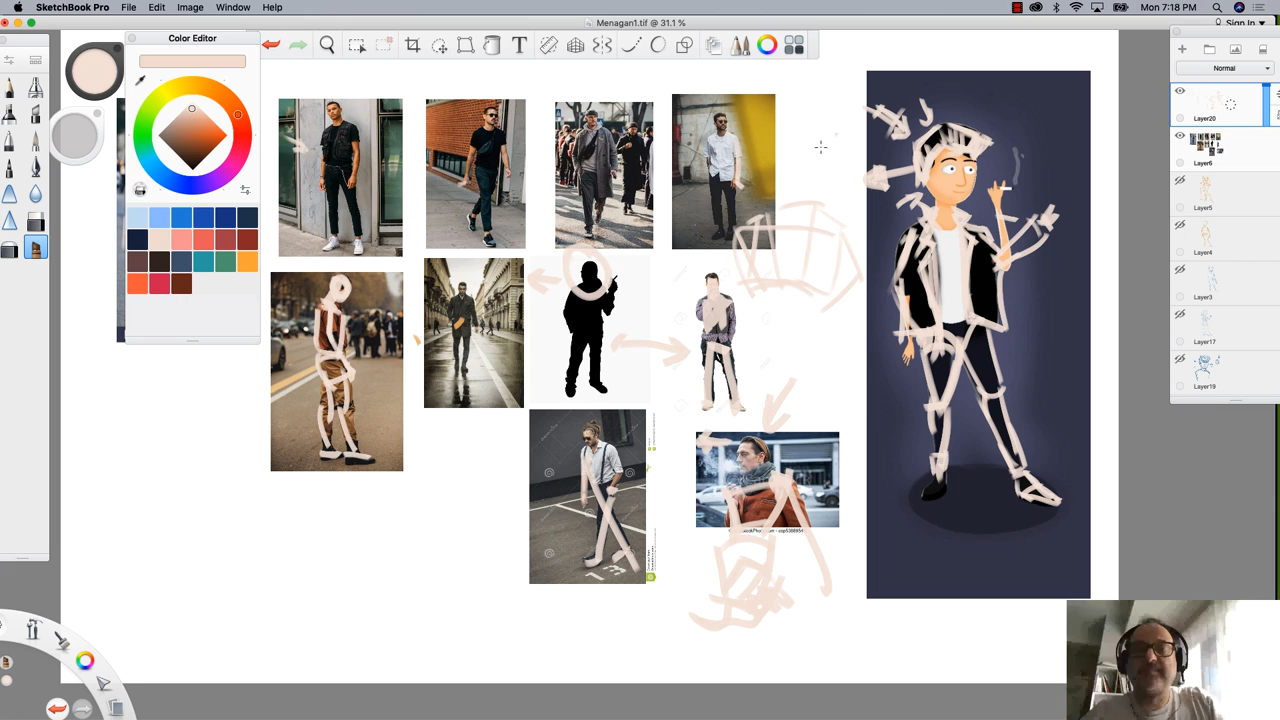 SketchBook Pro File Edit Image Window Help
Mon 7:18 PM
Menagan1.tif @ 31.1 %
Sign In
Color Editor
T
Normal
Layer20
Layer6
Layer5
Layer4
Layer3
Layer17
Layer19
13